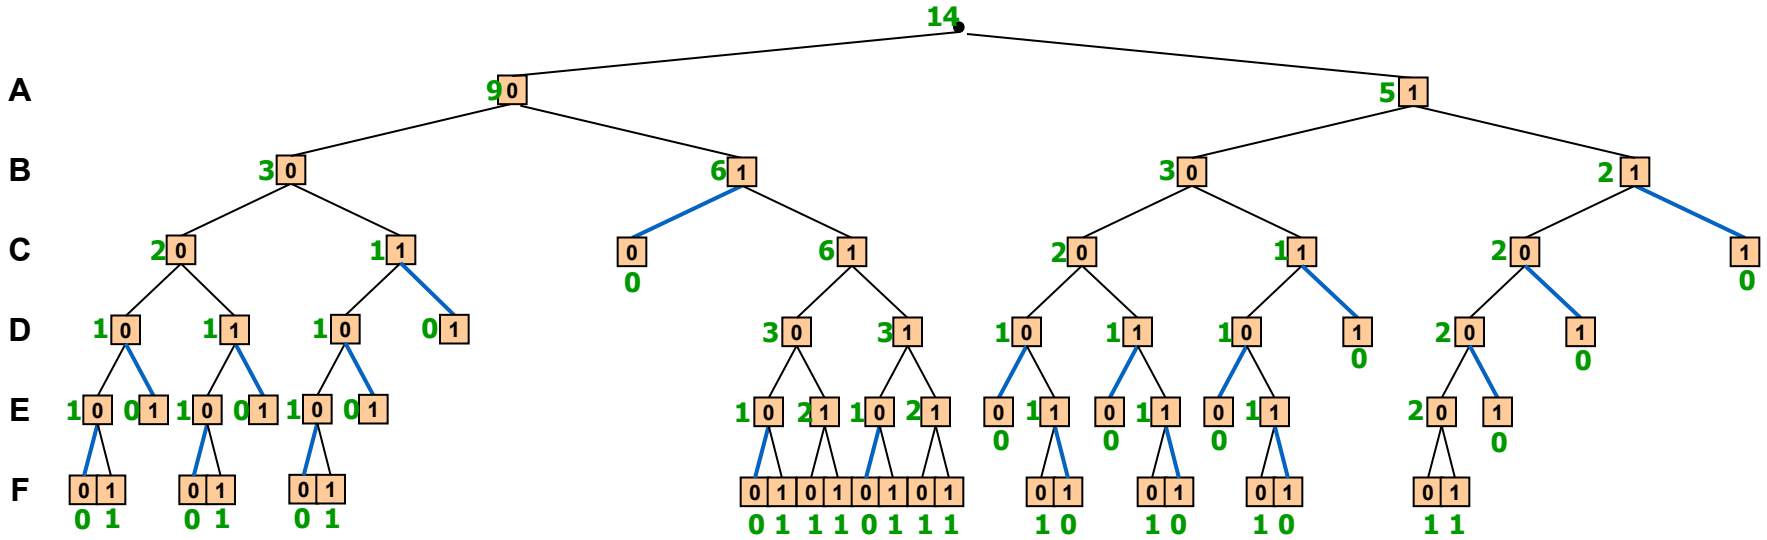 14
A 9 0 5 1
B 3 0 6 1 3 0 2 1
C 2 0 1 1 0 6 1 2 0 1 1 2 0 1
0 0
D 1 0 1 1 1 0 0 1 3 0 3 1 1 0 1 1 1 0 1 2 0 1
0 0
E 1 0 0 1 1 0 0 1 1 0 0 1 1 0 2 1 1 0 2 1 0 1 1 0 1 1 0 1 1 2 0 1
0 0 0 0
F 0 1 0 1 0 1 0 1 0 1 0 1 0 1 0 1 0 1 0 1 0 1
0 1 0 1 0 1 0 1 1 1 0 1 1 1 1 0 1 0 1 0 1 1